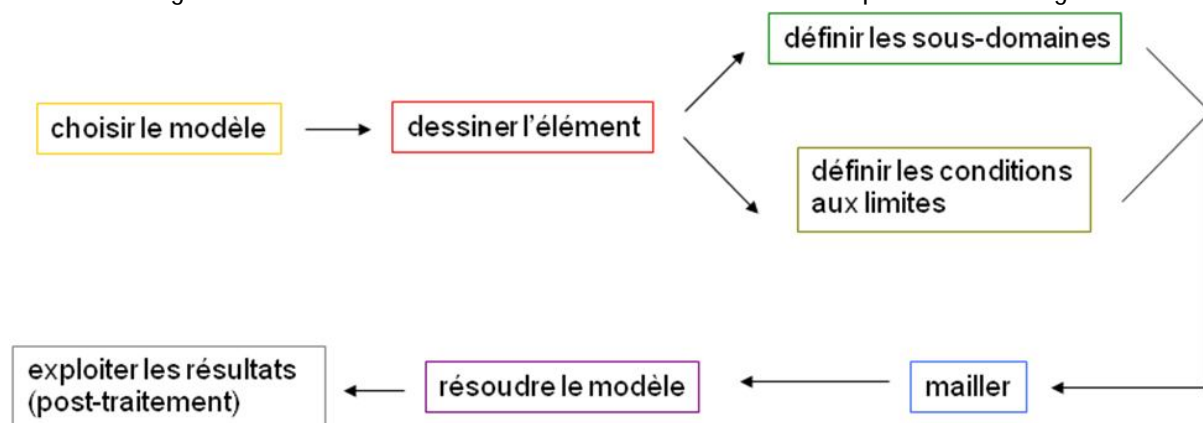 définir les sous-domaines
choisir le modèle
dessiner l'élément
définir les conditions
aux limites
exploiter les résultats
(post-traitement)
résoudre le modèle
mailler